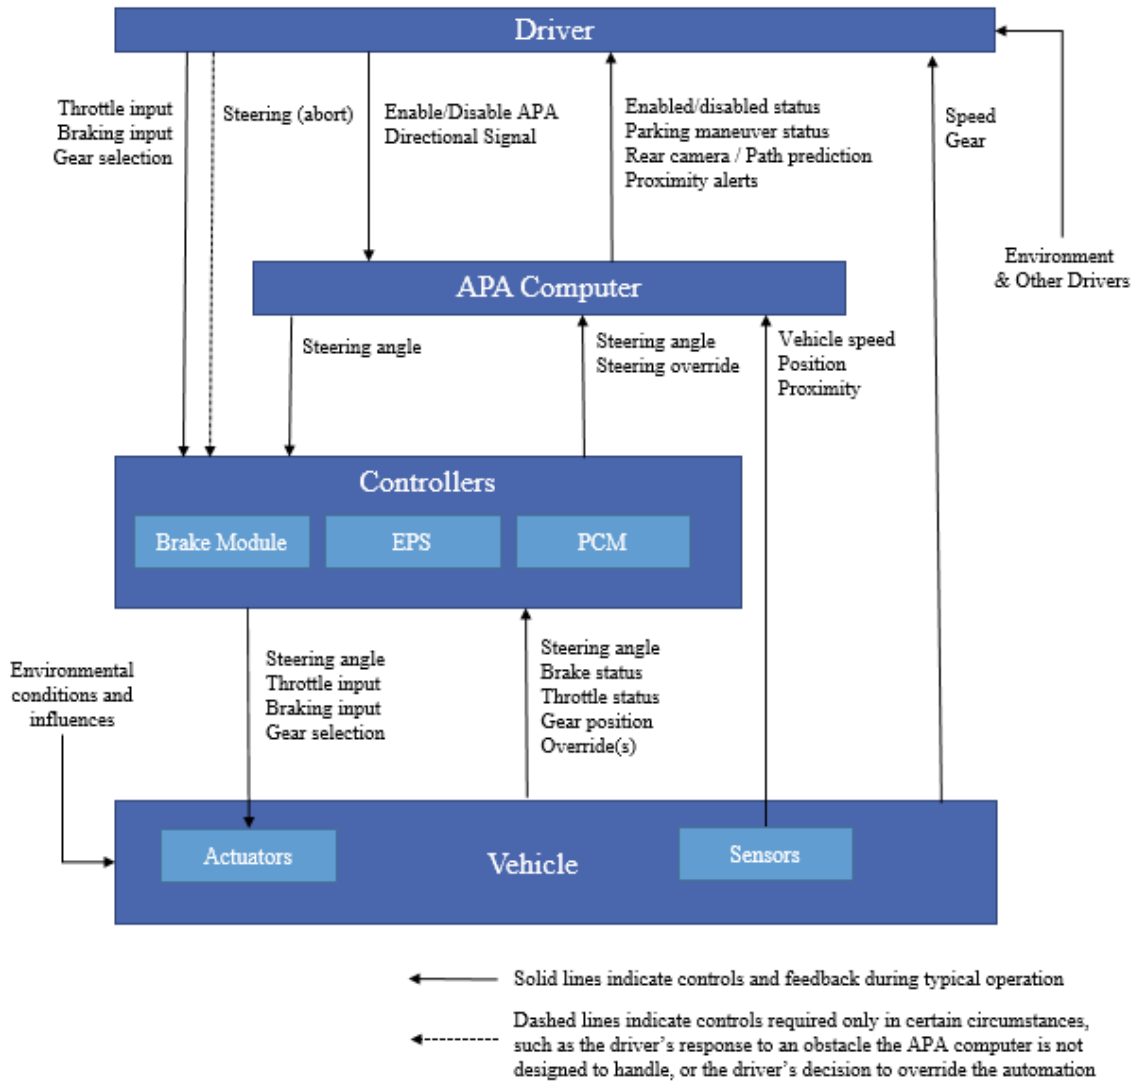 Driver
Throttle input
Braking input
Gear selection
Steering (abort)
Enable/Disable APA
Directional Signal
Enabled/disabled status
Parking maneuver status
Rear camera / Path prediction
Proximity alerts
Speed
Gear
Environment
& Other Drivers
APA Computer
Steering angle
Steering angle
Steering override
Vehicle speed
Position
Proximity
Controllers
Brake Module
EPS
PCM
Environmental
conditions and
influences
Steering angle
Throttle input
Braking input
Gear selection
Steering angle
Brake status
Throttle status
Gear position
Override(s)
Actuators
Vehicle
Sensors
Solid lines indicate controls and feedback during typical operation
Dashed lines indicate controls required only in certain circumstances,
such as the driver's response to an obstacle the APA computer is not
designed to handle, or the driver's decision to override the automation